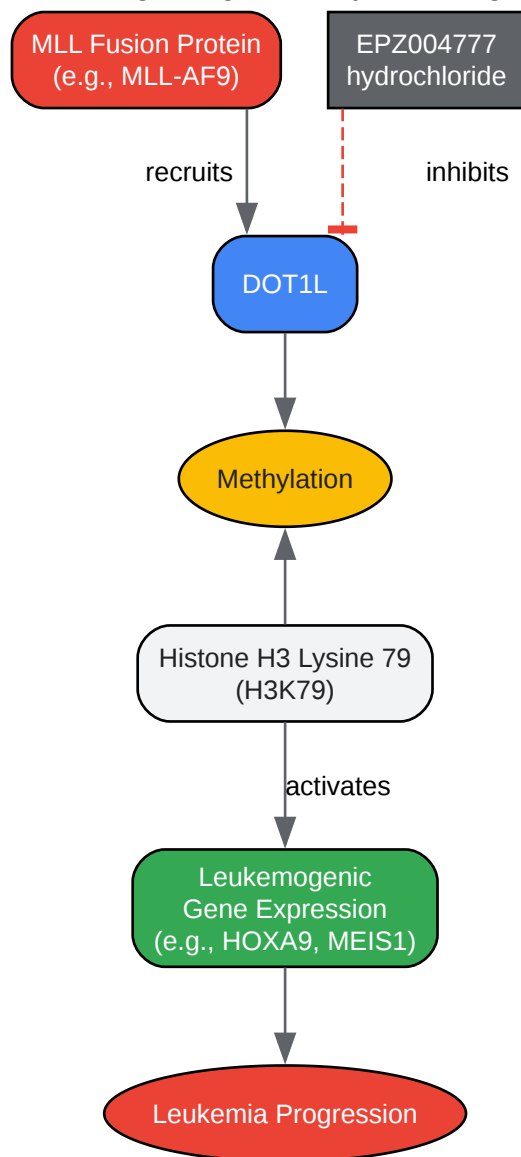 MLL Fusion Protein
(e.g., MLL-AF9)
EPZ004777
hydrochloride
recruits
inhibits
DOT1L
Methylation
Histone H3 Lysine 79
(H3K79)
activates
Leukemogenic
Gene Expression
(e.g., HOXA9, MEIS1)
Leukemia Progression